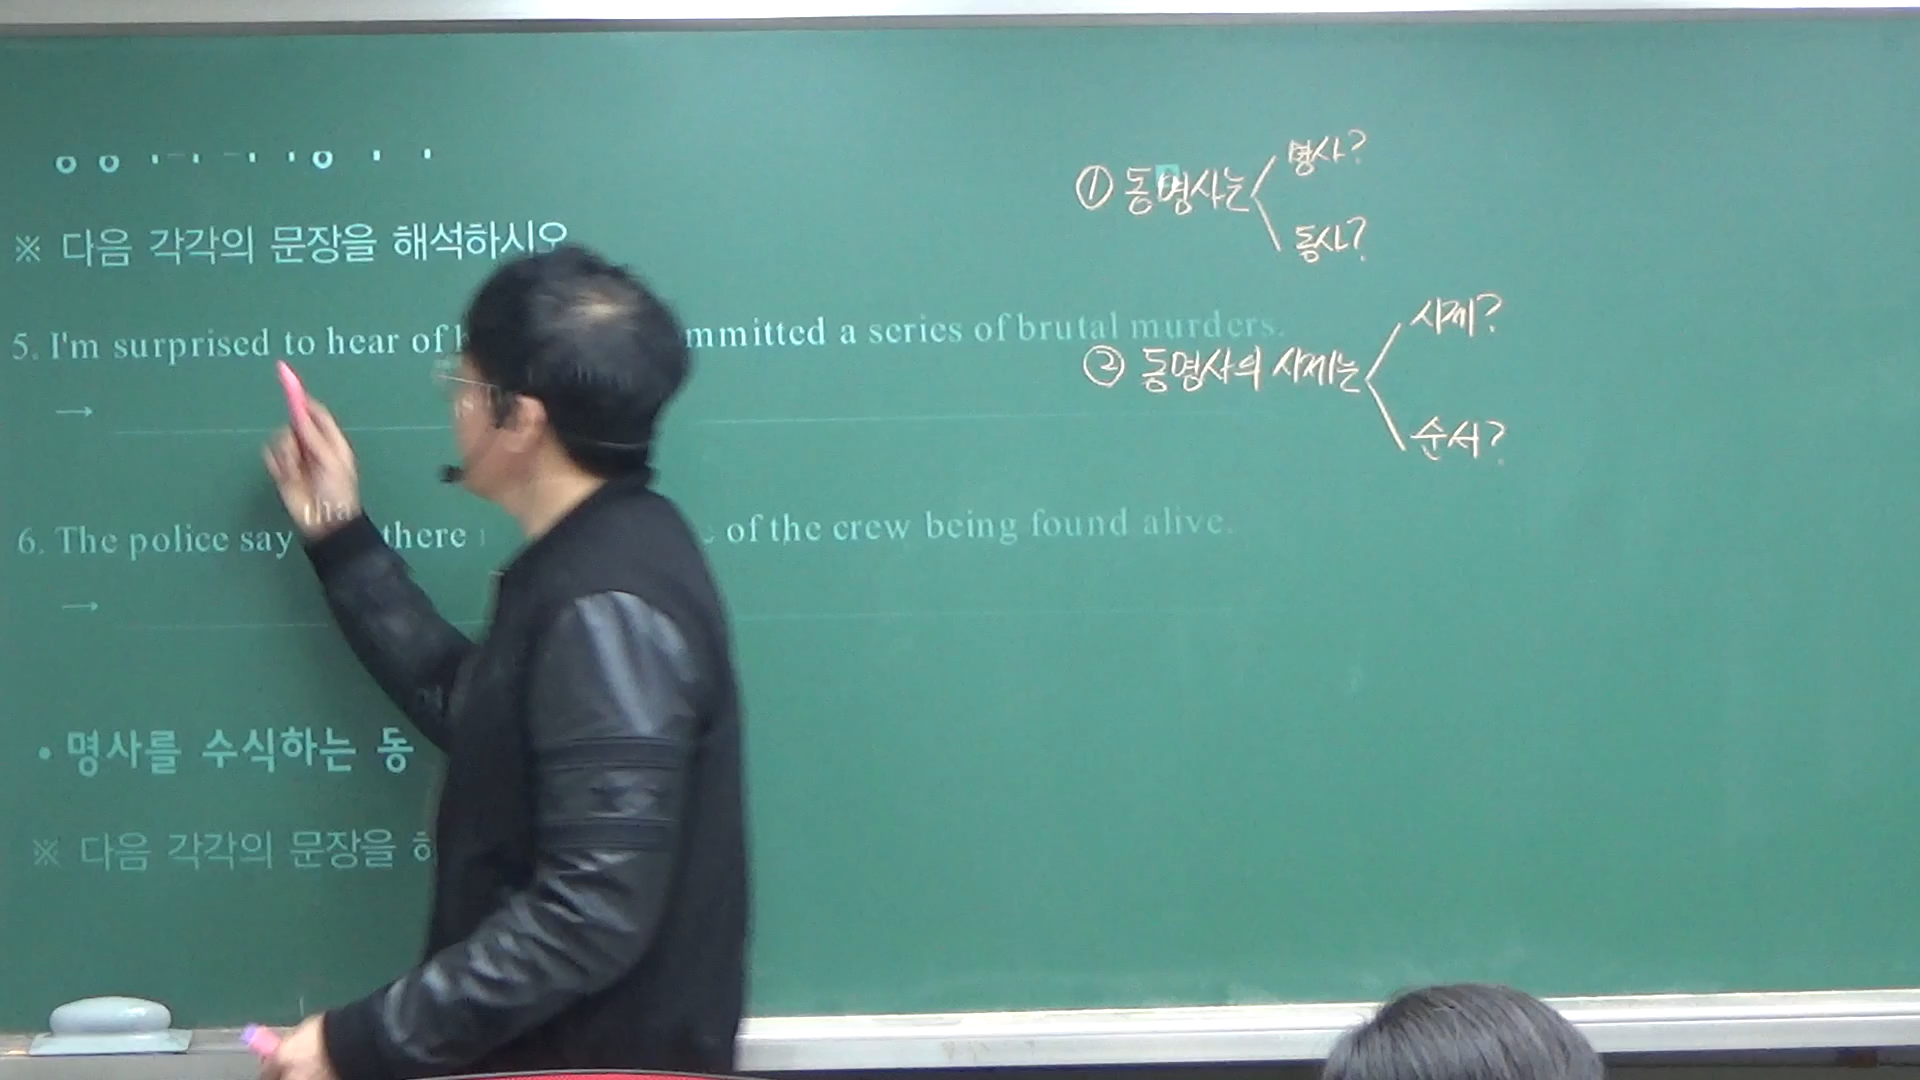 ※ 다음 각각의 문장을 해석하시오
5. I'm surprised to hear of mmitted a series of brutal murders.
→
6. The police say tha there of the crew being found alive.
→
• 명사를 수식하는 동
※ 다음 각각의 문장을 해
① 동명사는
명사?
동사?
② 동명사의 시제는
시제?
순서?